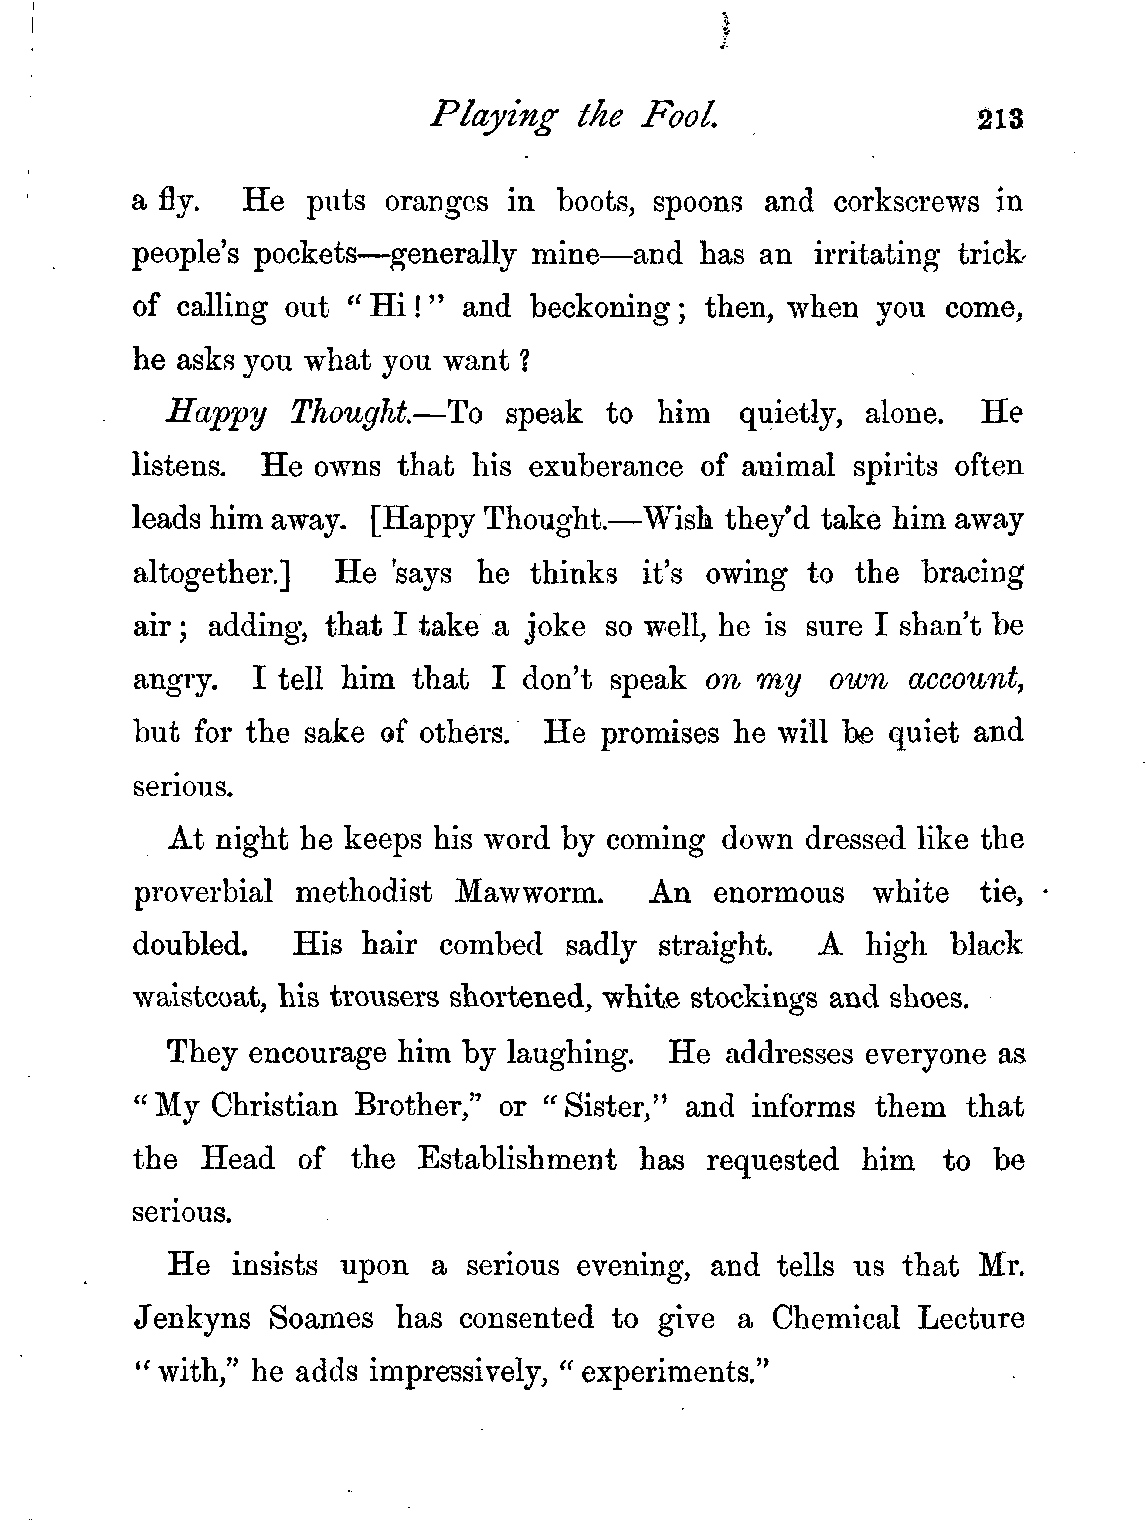 Playing the Fool. 213
a fly. He puts oranges in boots, spoons and corkscrews in
people's pockets—generally mine—and has an irritating trick
of calling out "Hi!" and beckoning; then, when you come,
he asks you what you want?
Happy Thought.—To speak to him quietly, alone. He
listens. He owns that his exuberance of animal spirits often
leads him away. [Happy Thought.—Wish they'd take him away
altogether.] He says he thinks it's owing to the bracing
air; adding, that I take a joke so well, he is sure I shan't be
angry. I tell him that I don't speak on my own account,
but for the sake of others. He promises he will be quiet and
serious.
At night he keeps his word by coming down dressed like the
proverbial methodist Mawworm. An enormous white tie,
doubled. His hair combed sadly straight. A high black
waistcoat, his trousers shortened, white stockings and shoes.
They encourage him by laughing. He addresses everyone as
"My Christian Brother," or "Sister," and informs them that
the Head of the Establishment has requested him to be
serious.
He insists upon a serious evening, and tells us that Mr.
Jenkyns Soames has consented to give a Chemical Lecture
"with," he adds impressively, "experiments."